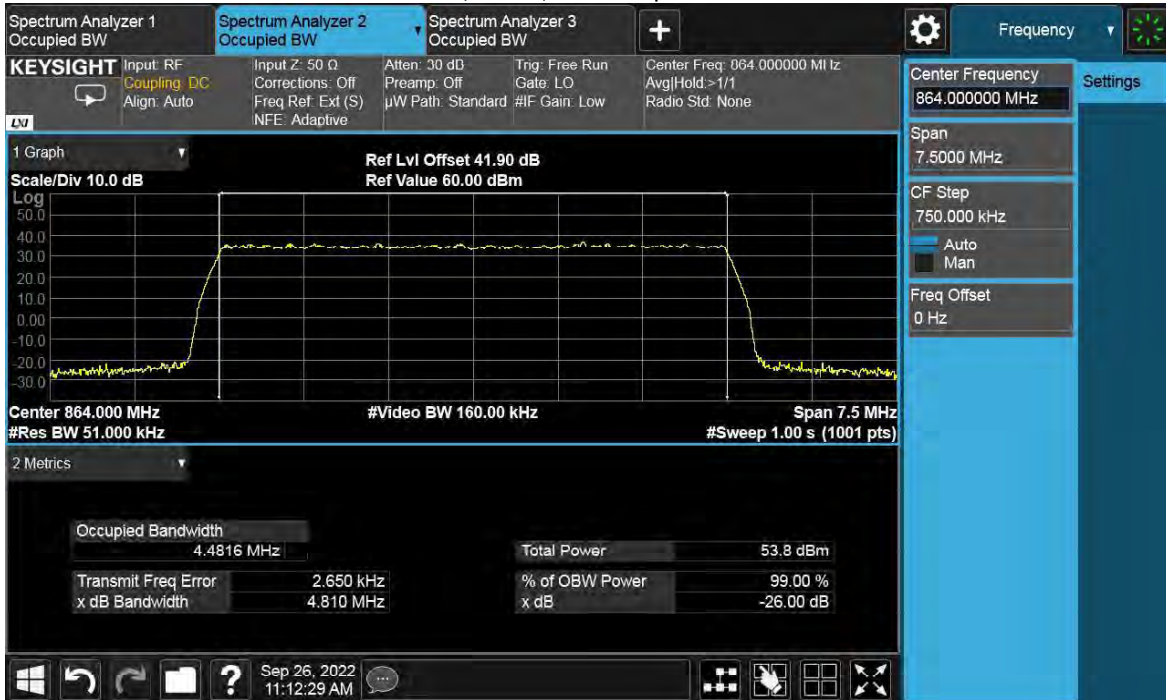 Spectrum Analyzer 1
Occupied BW
Spectrum Analyzer 2
Occupied BW
Spectrum Analyzer 3
Occupied BW
+
Frequency
KEYSIGHT
LXI
Input: RF
Coupling: DC
Align: Auto
Input Z: 50 Ω
Corrections: Off
Freq Ref: Ext (S)
NFE: Adaptive
Atten: 30 dB
Preamp: Off
µW Path: Standard
Trig: Free Run
Gate: LO
#IF Gain: Low
Center Freq: 864.000000 MHz
Avg|Hold:>1/1
Radio Std: None
Center Frequency
864.000000 MHz
Settings
Span
7.5000 MHz
CF Step
750.000 kHz
Auto
Man
Freq Offset
0 Hz
1 Graph
Scale/Div 10.0 dB
Ref Lvl Offset 41.90 dB
Ref Value 60.00 dBm
Log
50.0
40.0
30.0
20.0
10.0
0.00
-10.0
-20.0
-30.0
Center 864.000 MHz
#Res BW 51.000 kHz
#Video BW 160.00 kHz
Span 7.5 MHz
#Sweep 1.00 s (1001 pts)
2 Metrics
Occupied Bandwidth
4.4816 MHz
Total Power 53.8 dBm
Transmit Freq Error 2.650 kHz
% of OBW Power 99.00 %
x dB Bandwidth 4.810 MHz
x dB -26.00 dB
?
Sep 26, 2022
11:12:29 AM